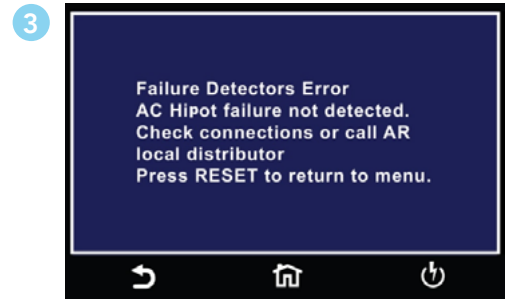 3
Failure Detectors Error
AC Hipot failure not detected.
Check connections or call AR
local distributor
Press RESET to return to menu.